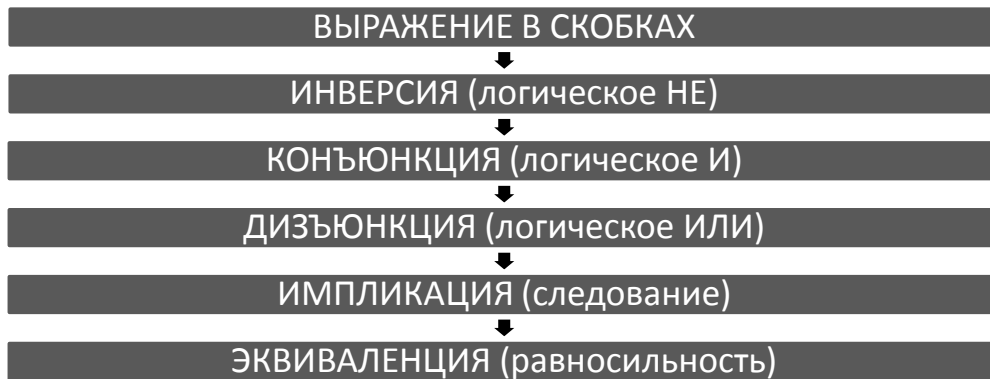 ВЫРАЖЕНИЕ В СКОБКАХ
ИНВЕРСИЯ (логическое НЕ)
КОНЪЮНКЦИЯ (логическое И)
ДИЗЪЮНКЦИЯ (логическое ИЛИ)
ИМПЛИКАЦИЯ (следование)
ЭКВИВАЛЕНЦИЯ (равносильность)